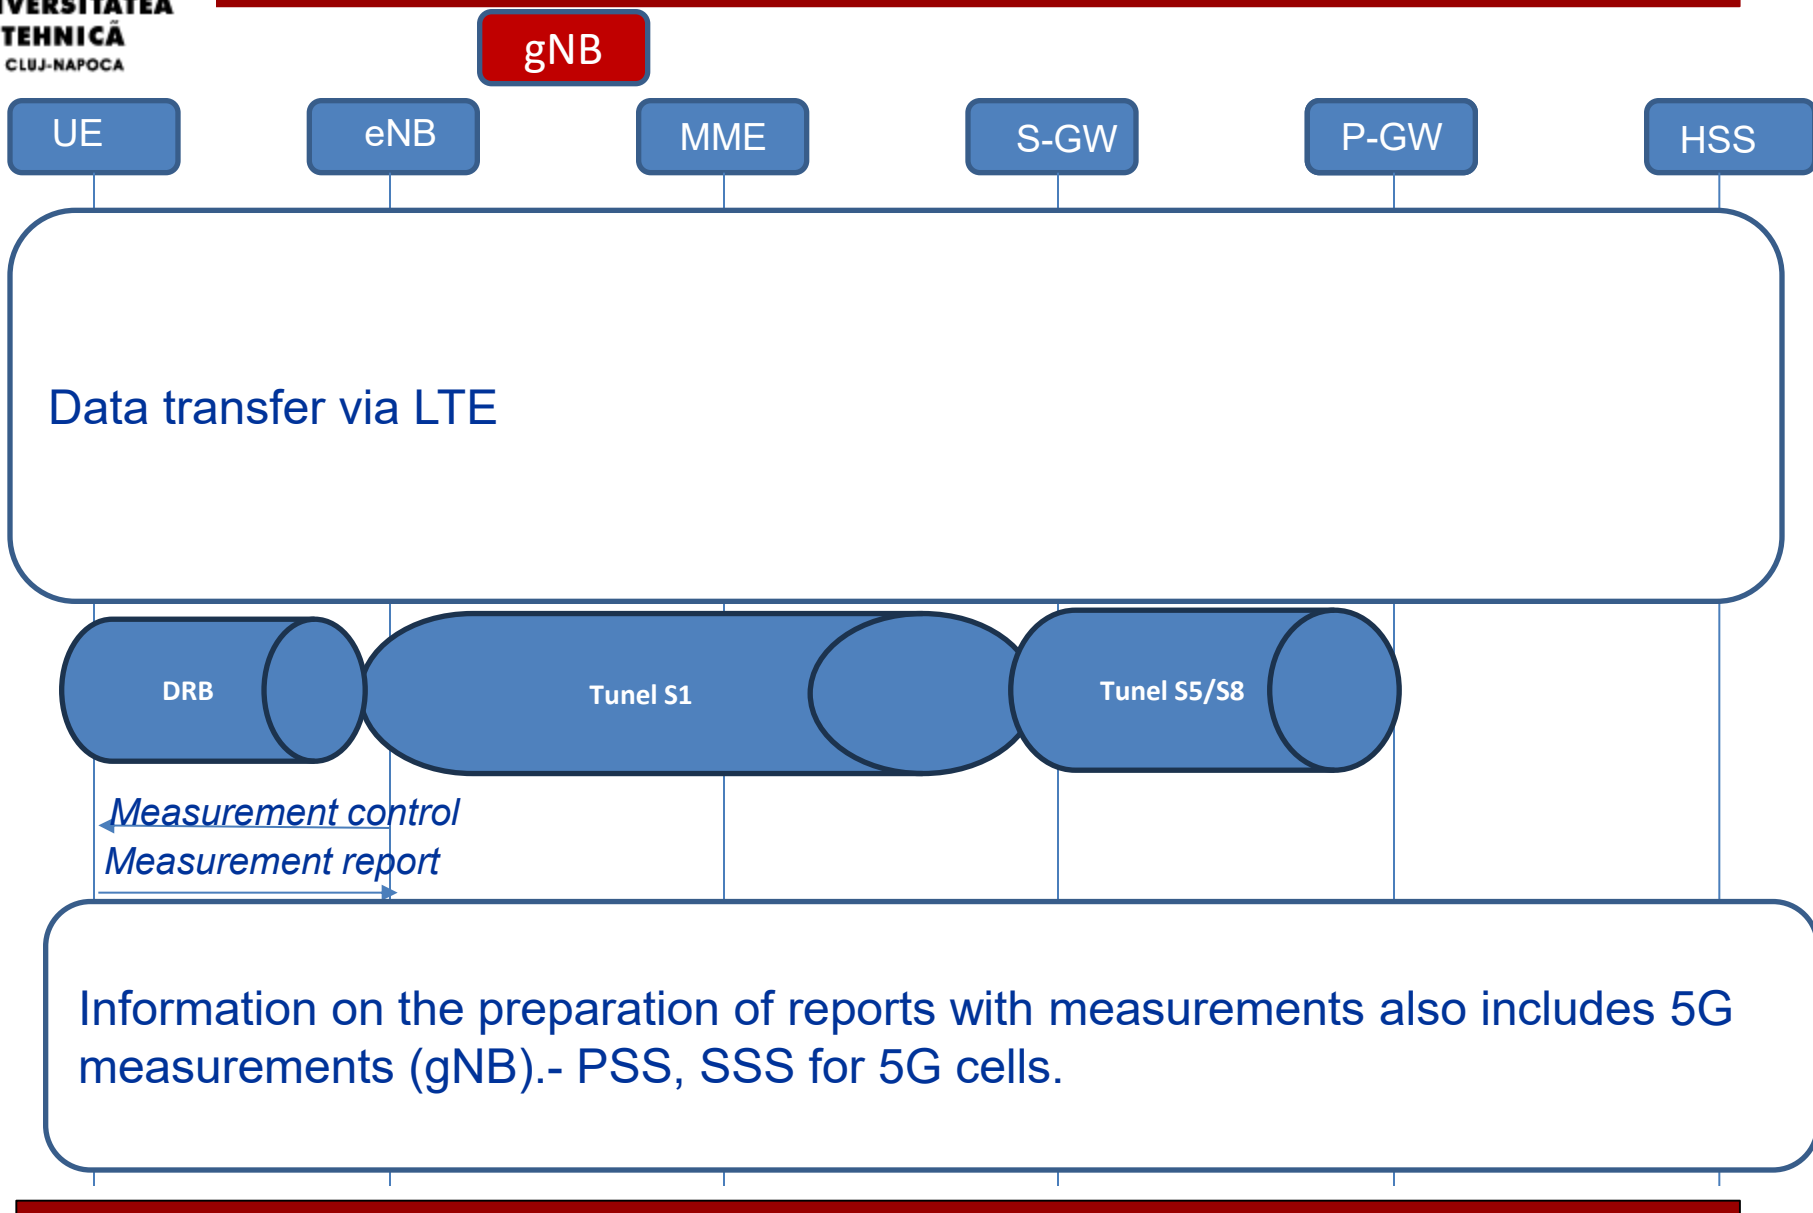 TEHNICĂ
CLUJ-NAPOCA
gNB
UE
eNB
MME
S-GW
P-GW
HSS
Data transfer via LTE
DRB
Tunel S1
Tunel S5/S8
Measurement control
Measurement report
Information on the preparation of reports with measurements also includes 5G
measurements (gNB).- PSS, SSS for 5G cells.